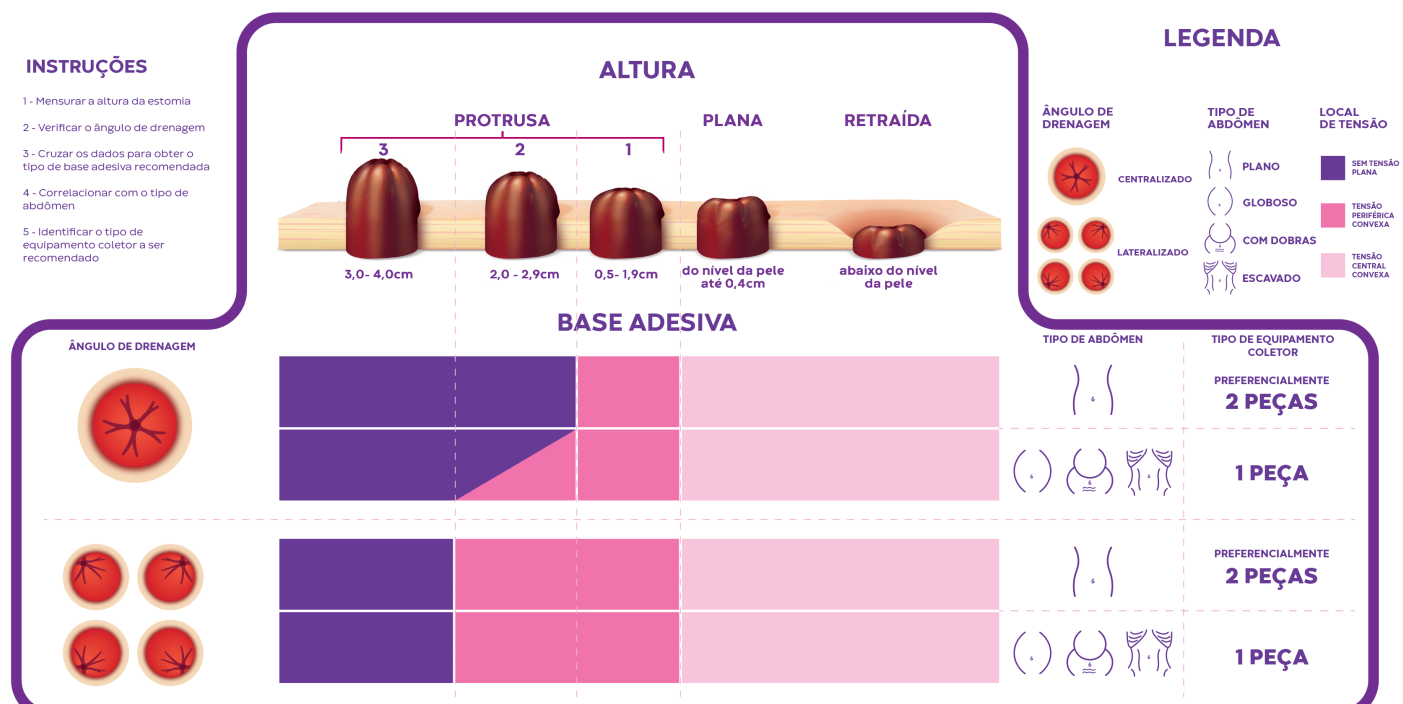 INSTRUÇÕES
1 - Mensurar a altura da estomia
2 - Verificar o ângulo de drenagem
3 - Cruzar os dados para obter o
tipo de base adesiva recomendada
4 - Correlacionar com o tipo de
abdômen
5 - Identificar o tipo de
equipamento coletor a ser
recomendado
ALTURA
PROTRUSA
PLANA
RETRAÍDA
3
2
1
3,0- 4,0cm
2,0 - 2,9cm
0,5- 1,9cm
do nível da pele
até 0,4cm
abaixo do nível
da pele
LEGENDA
ÂNGULO DE
DRENAGEM
CENTRALIZADO
LATERALIZADO
TIPO DE
ABDÔMEN
PLANO
GLOBOSO
COM DOBRAS
ESCAVADO
LOCAL
DE TENSÃO
SEM TENSÃO
PLANA
TENSÃO
PERIFÉRICA
CONVEXA
TENSÃO
CENTRAL
CONVEXA
BASE ADESIVA
ÂNGULO DE DRENAGEM
TIPO DE ABDÔMEN
TIPO DE EQUIPAMENTO
COLETOR
PREFERENCIALMENTE
2 PEÇAS
1 PEÇA
PREFERENCIALMENTE
2 PEÇAS
1 PEÇA